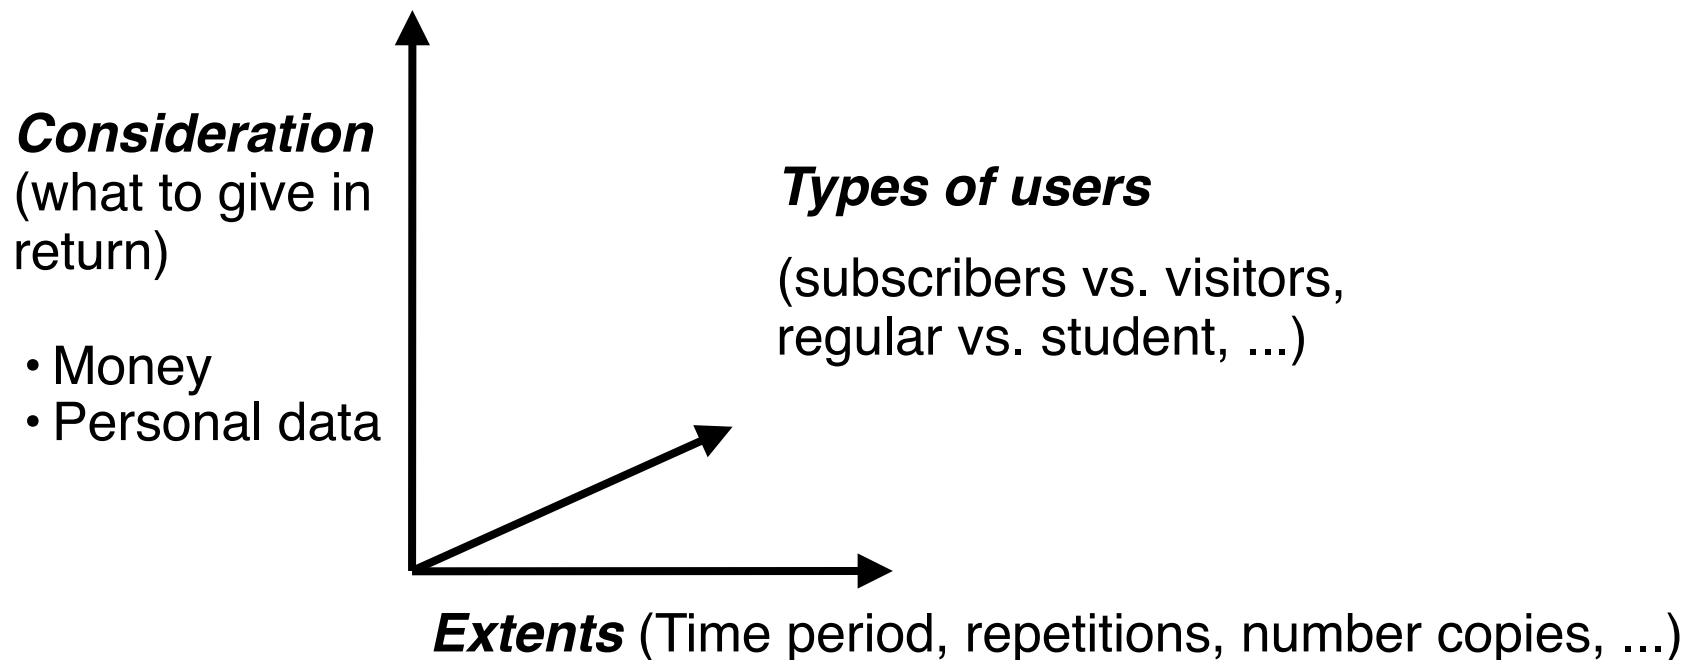 Consideration
(what to give in
return)
• Money
• Personal data
Types of users
(subscribers vs. visitors,
regular vs. student, ...)
Extents (Time period, repetitions, number copies, ...)